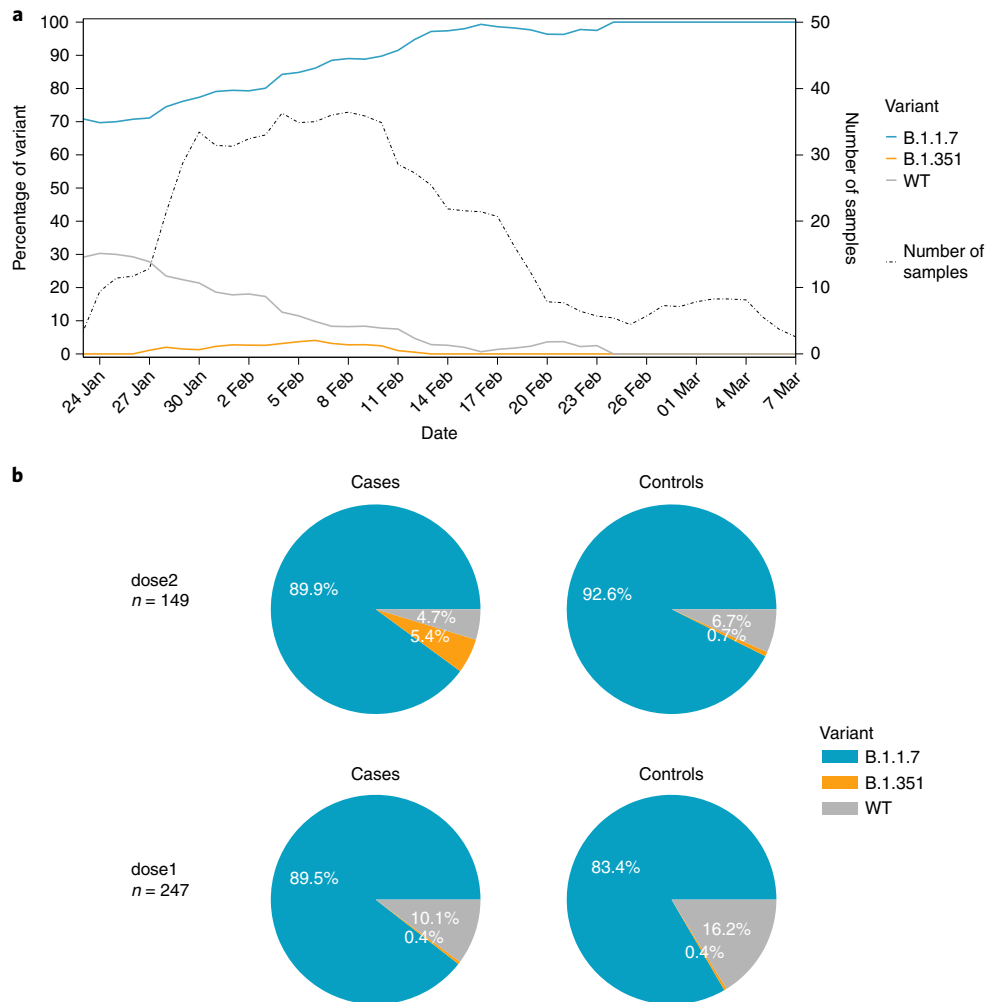 a
100
90
80
70
60
50
40
30
20
10
0
Percentage of variant
50
40
30
20
10
0
Number of samples
24 Jan
27 Jan
30 Jan
2 Feb
5 Feb
8 Feb
11 Feb
14 Feb
17 Feb
20 Feb
23 Feb
26 Feb
01 Mar
4 Mar
7 Mar
Date
Variant
B.1.1.7
B.1.351
WT
Number of
samples
b
Cases
Controls
dose2
n = 149
89.9%
4.7%
5.4%
92.6%
6.7%
0.7%
Cases
Controls
dose1
n = 247
89.5%
10.1%
0.4%
83.4%
16.2%
0.4%
Variant
B.1.1.7
B.1.351
WT